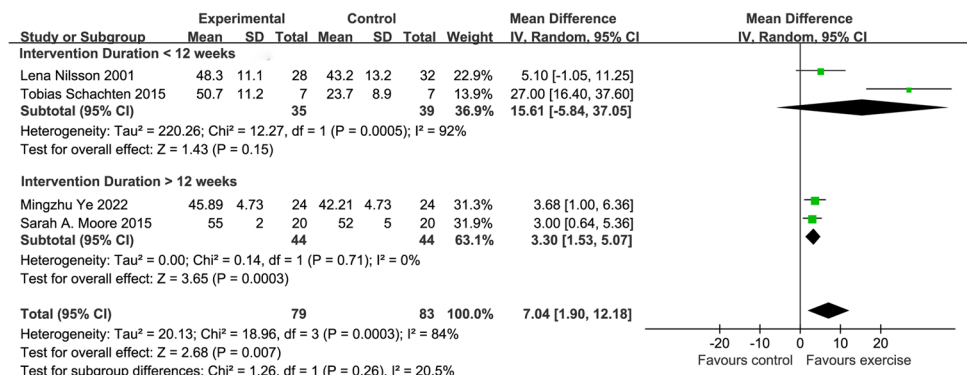 Experimental Control Mean Difference Mean Difference
Study or Subgroup Mean SD Total Mean SD Total Weight IV, Random, 95% CI IV, Random, 95% CI
Intervention Duration < 12 weeks
Lena Nilsson 2001 48.3 11.1 28 43.2 13.2 32 22.9% 5.10 [-1.05, 11.25]
Tobias Schachten 2015 50.7 11.2 7 23.7 8.9 7 13.9% 27.00 [16.40, 37.60]
Subtotal (95% CI) 35 39 36.9% 15.61 [-5.84, 37.05]
Heterogeneity: Tau² = 220.26; Chi² = 12.27, df = 1 (P = 0.0005); I² = 92%
Test for overall effect: Z = 1.43 (P = 0.15)
Intervention Duration > 12 weeks
Mingzhu Ye 2022 45.89 4.73 24 42.21 4.73 24 31.3% 3.68 [1.00, 6.36]
Sarah A. Moore 2015 55 2 20 52 5 20 31.9% 3.00 [0.64, 5.36]
Subtotal (95% CI) 44 44 63.1% 3.30 [1.53, 5.07]
Heterogeneity: Tau² = 0.00; Chi² = 0.14, df = 1 (P = 0.71); I² = 0%
Test for overall effect: Z = 3.65 (P = 0.0003)
Total (95% CI) 79 83 100.0% 7.04 [1.90, 12.18]
Heterogeneity: Tau² = 20.13; Chi² = 18.96, df = 3 (P = 0.0003); I² = 84%
Test for overall effect: Z = 2.68 (P = 0.007)
Test for subgroup differences: Chi² = 1.26, df = 1 (P = 0.26), I² = 20.5%
-20 -10 0 10 20
Favours control Favours exercise